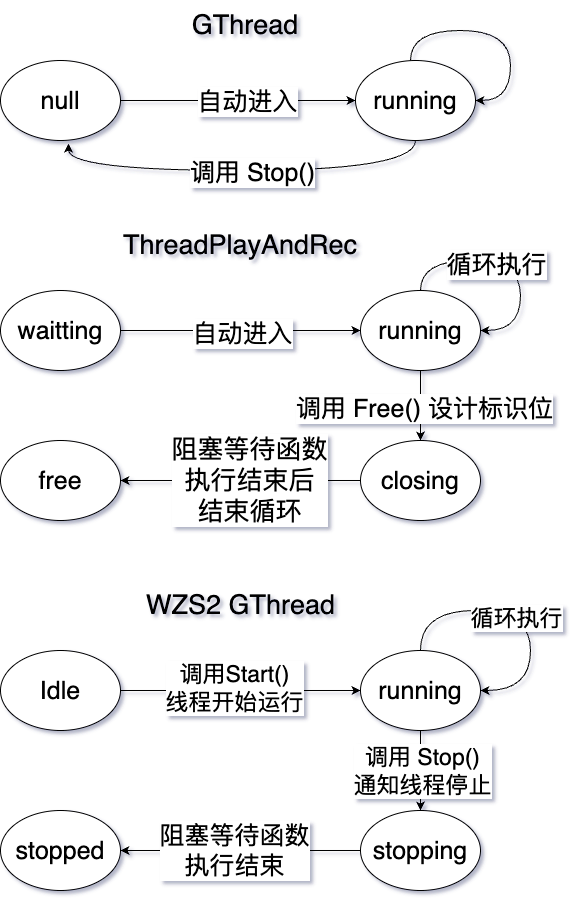 GThread
null
自动进入
running
调用 Stop()
ThreadPlayAndRec
循环执行
waitting
自动进入
running
调用 Free() 设计标识位
阻塞等待函数
执行结束后
结束循环
free
closing
WZS2 GThread
循环执行
Idle
调用Start()
线程开始运行
running
调用 Stop()
通知线程停止
stopped
阻塞等待函数
执行结束
stopping